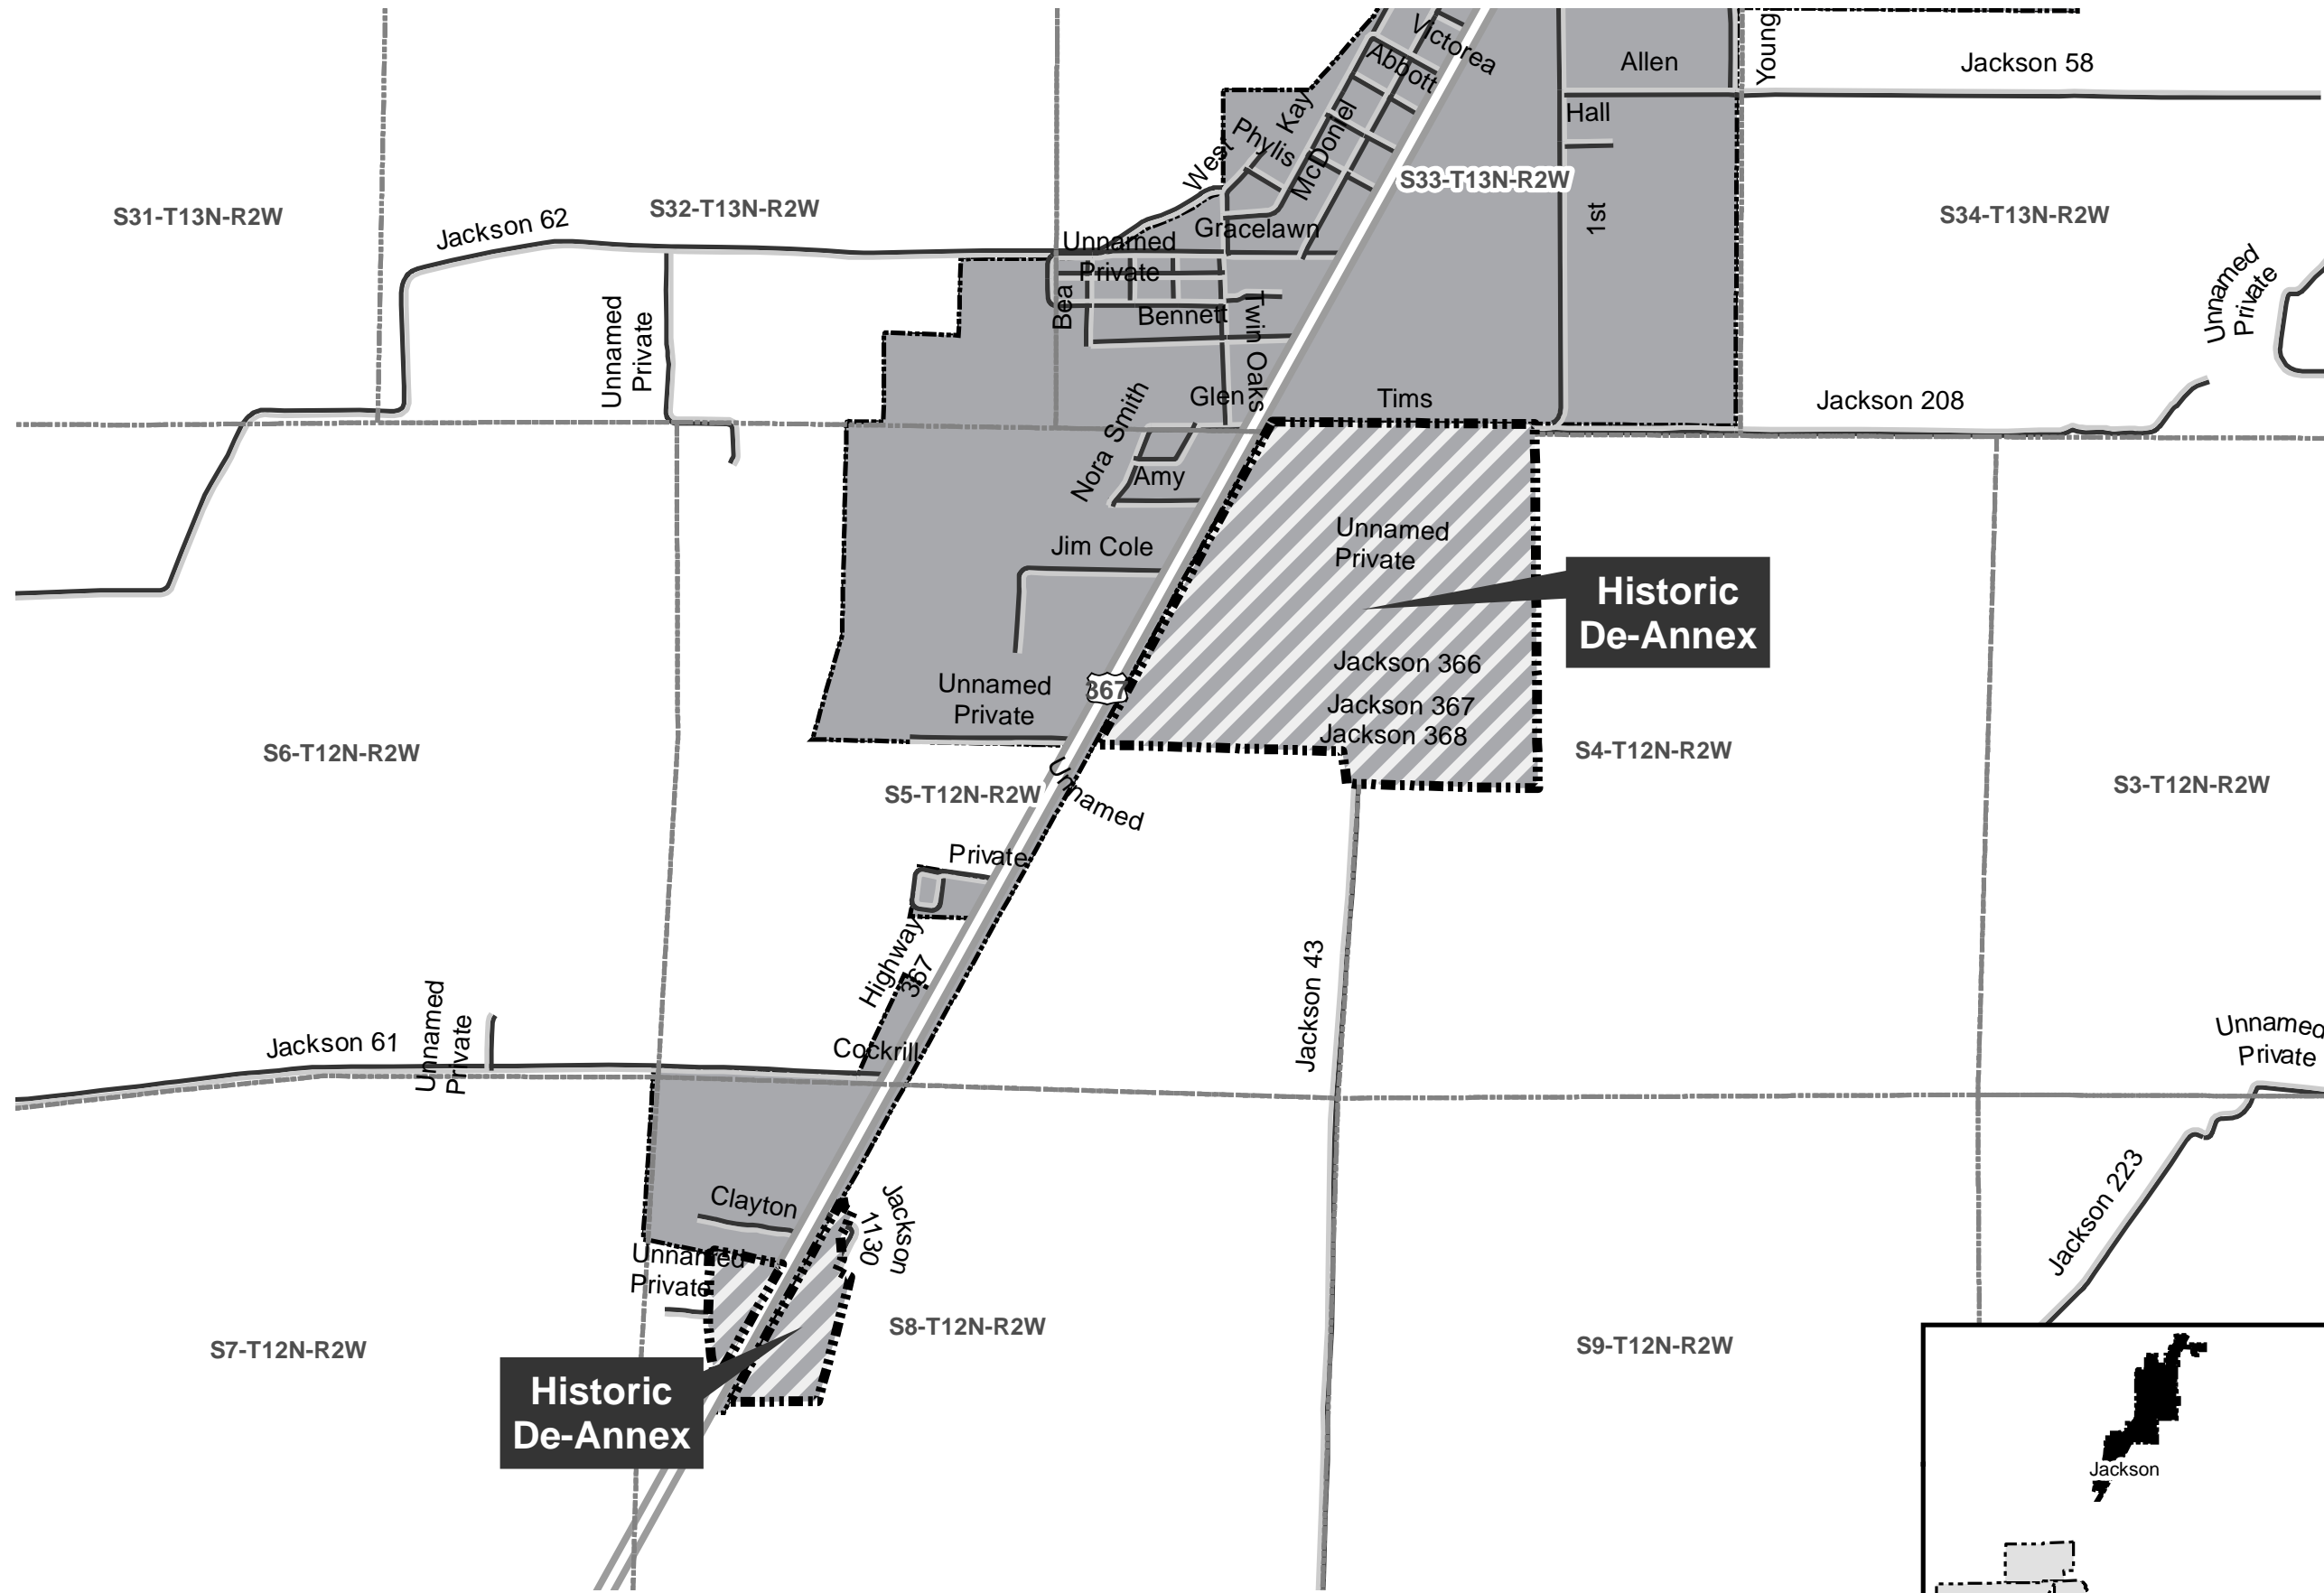 Victorea
Abbott
Allen
Young
Jackson 58
Kay
Phylis
West
McDoniel
Hall
S33-T13N-R2W
1st
S31-T13N-R2W
S32-T13N-R2W
S34-T13N-R2W
Jackson 62
Gracelawn
Unnamed
Private
Unnamed
Private
Bea
Bennett
Twin Oaks
Unnamed
Private
Glen
Tims
Jackson 208
Nora Smith
Amy
Unnamed
Private
Jim Cole
Historic
De-Annex
Jackson 366
Jackson 367
Jackson 368
Unnamed
Private
367
S6-T12N-R2W
S5-T12N-R2W
S4-T12N-R2W
S3-T12N-R2W
Unnamed
Private
Highway
367
Jackson 43
Unnamed
Private
Jackson 61
Cockrill
Unnamed
Private
Jackson 223
Clayton
Jackson
1130
Unnamed
Private
S7-T12N-R2W
S8-T12N-R2W
S9-T12N-R2W
Historic
De-Annex
Jackson